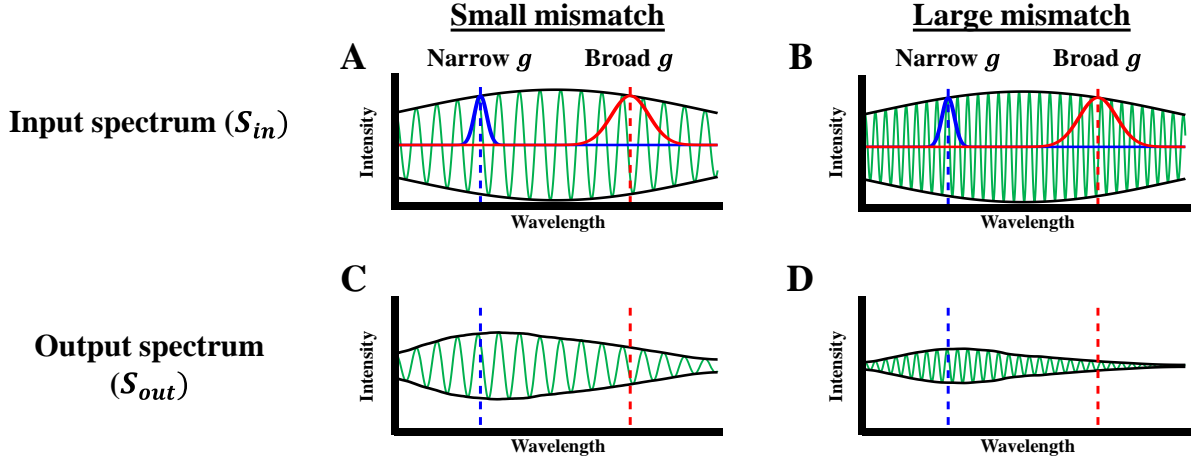 Small mismatch
Large mismatch
A
Narrow g
Broad g
B
Narrow g
Broad g
Input spectrum (S_in)
Intensity
Wavelength
Intensity
Wavelength
C
D
Output spectrum
(S_out)
Intensity
Wavelength
Intensity
Wavelength